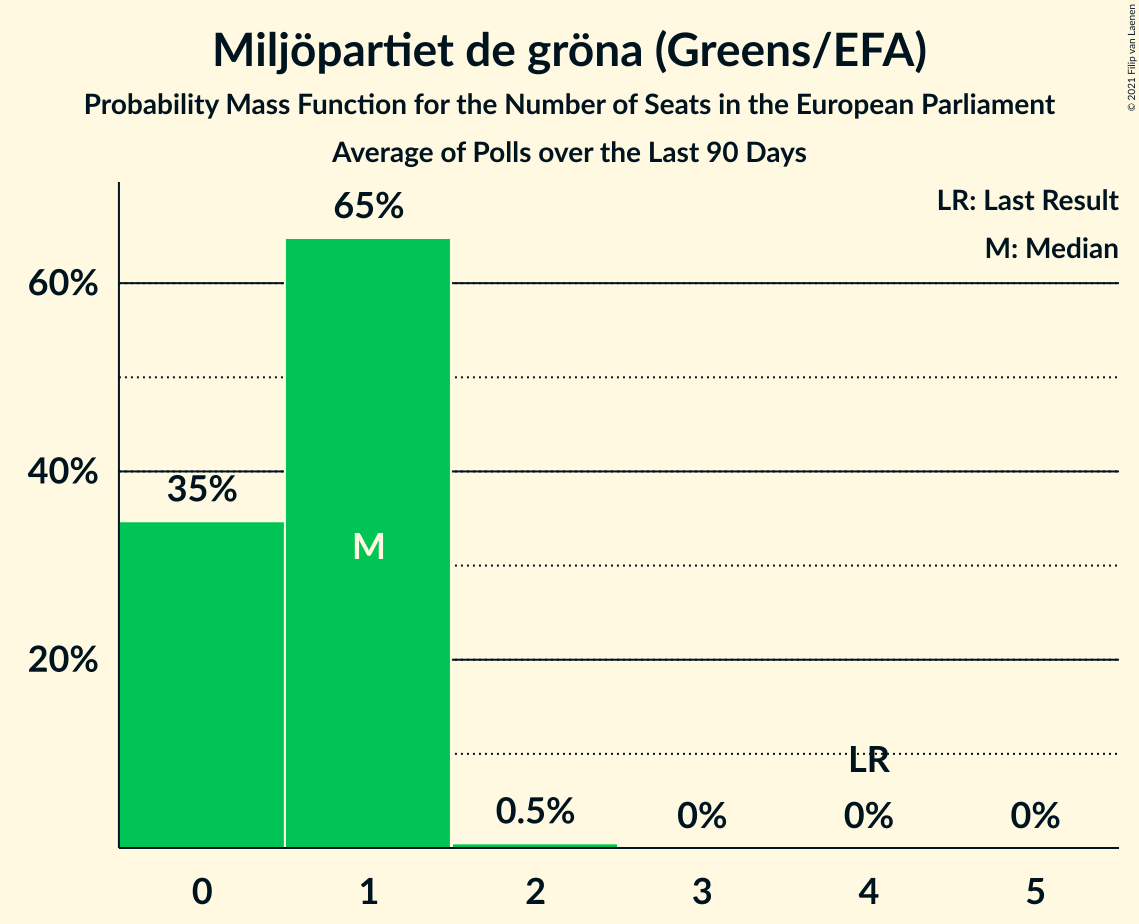 Miljöpartiet de gröna (Greens/EFA)
Probability Mass Function for the Number of Seats in the European Parliament
Average of Polls over the Last 90 Days
© 2021 Filip van Laenen
LR: Last Result
M: Median
65%
60%
40%
35%
M
20%
LR
0.5%
0%
0%
0%
0 1 2 3 4 5